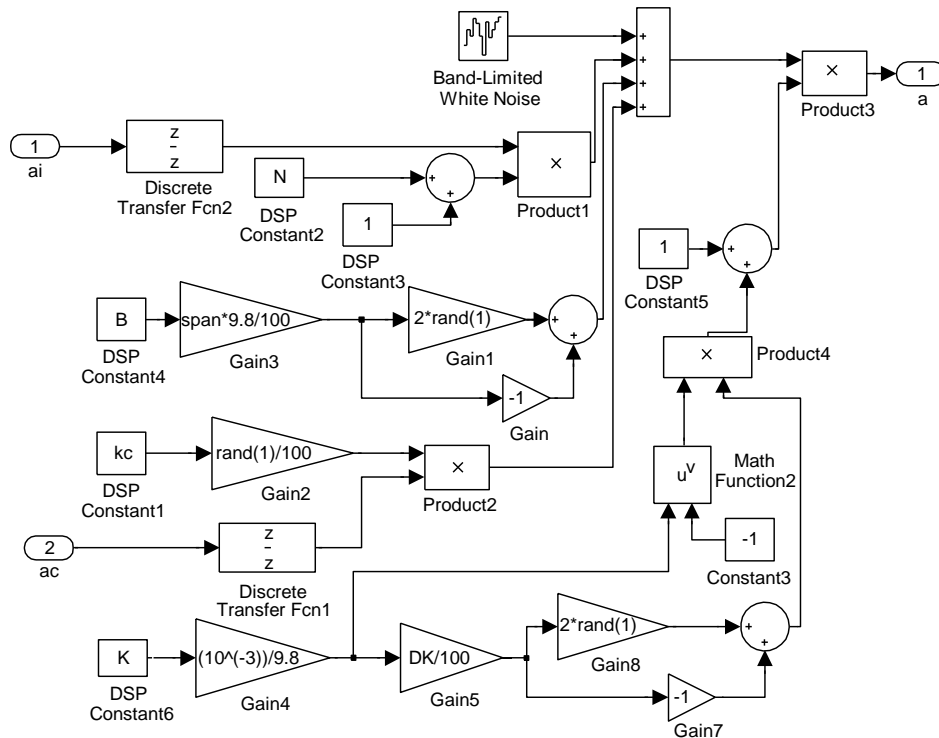 Band-Limited
White Noise
+
+
+
+
×
Product3
1
a
1
ai
z
z
Discrete
Transfer Fcn2
N
DSP
Constant2
+
+
1
DSP
Constant3
×
Product1
1
DSP
Constant5
+
+
B
DSP
Constant4
span*9.8/100
Gain3
2*rand(1)
Gain1
+
+
-1
Gain
×
Product4
kc
DSP
Constant1
rand(1)/100
Gain2
×
Product2
u^v
Math
Function2
2
ac
z
z
Discrete
Transfer Fcn1
-1
Constant3
K
DSP
Constant6
(10^(-3))/9.8
Gain4
DK/100
Gain5
2*rand(1)
Gain8
-1
Gain7
+
+